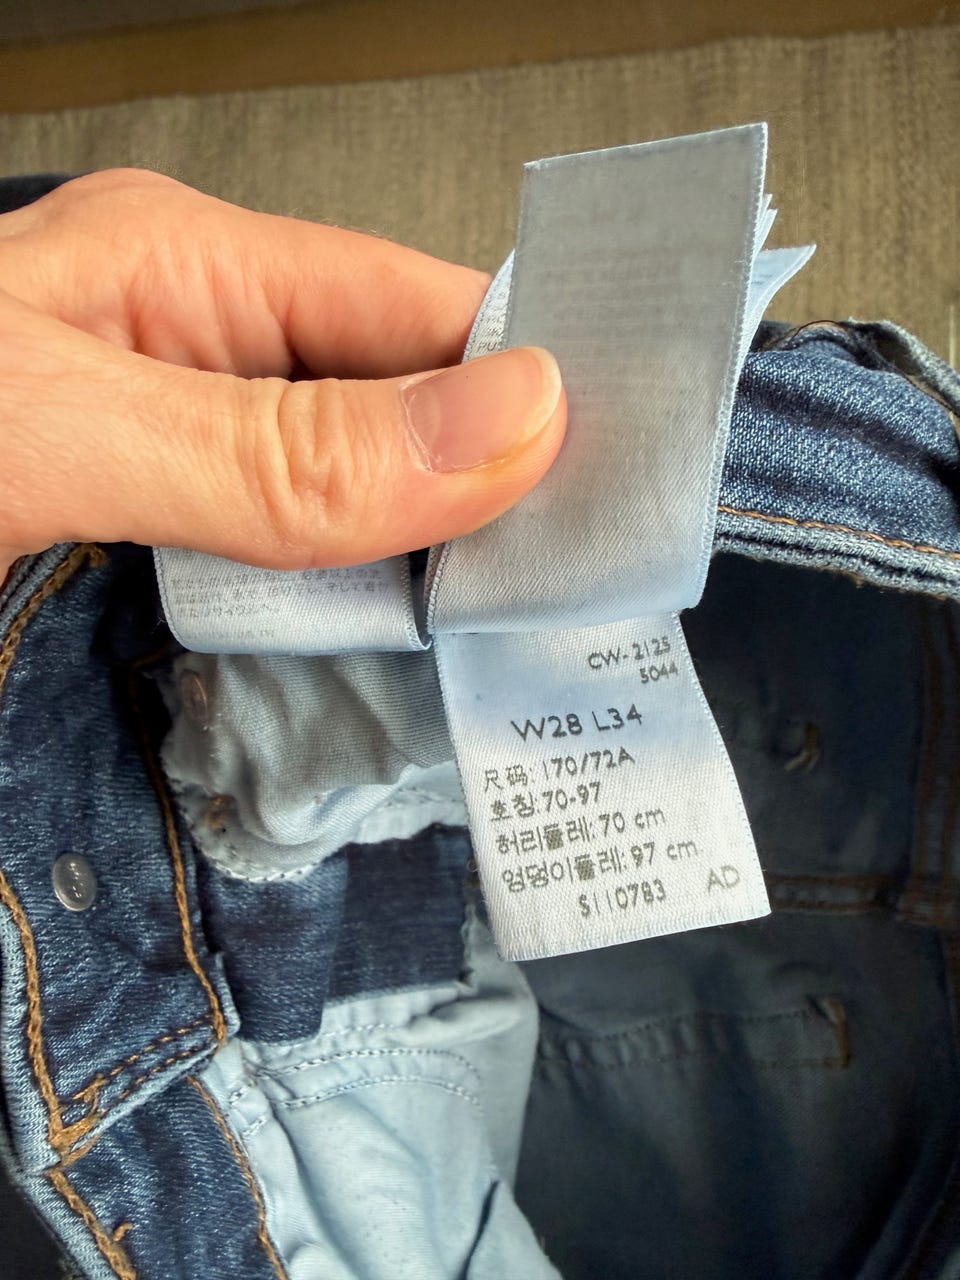 CW-2125
5044
W28 L34
尺码: 170/72A
호칭: 70-97
허리둘레: 70 cm
엉덩이둘레: 97 cm.
S110783 AD